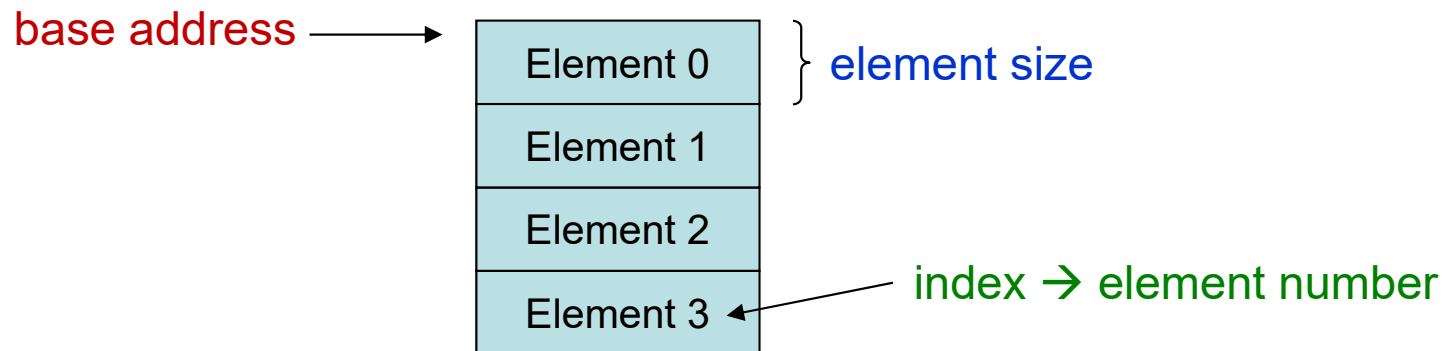 base address
Element 0
element size
Element 1
Element 2
Element 3
index → element number